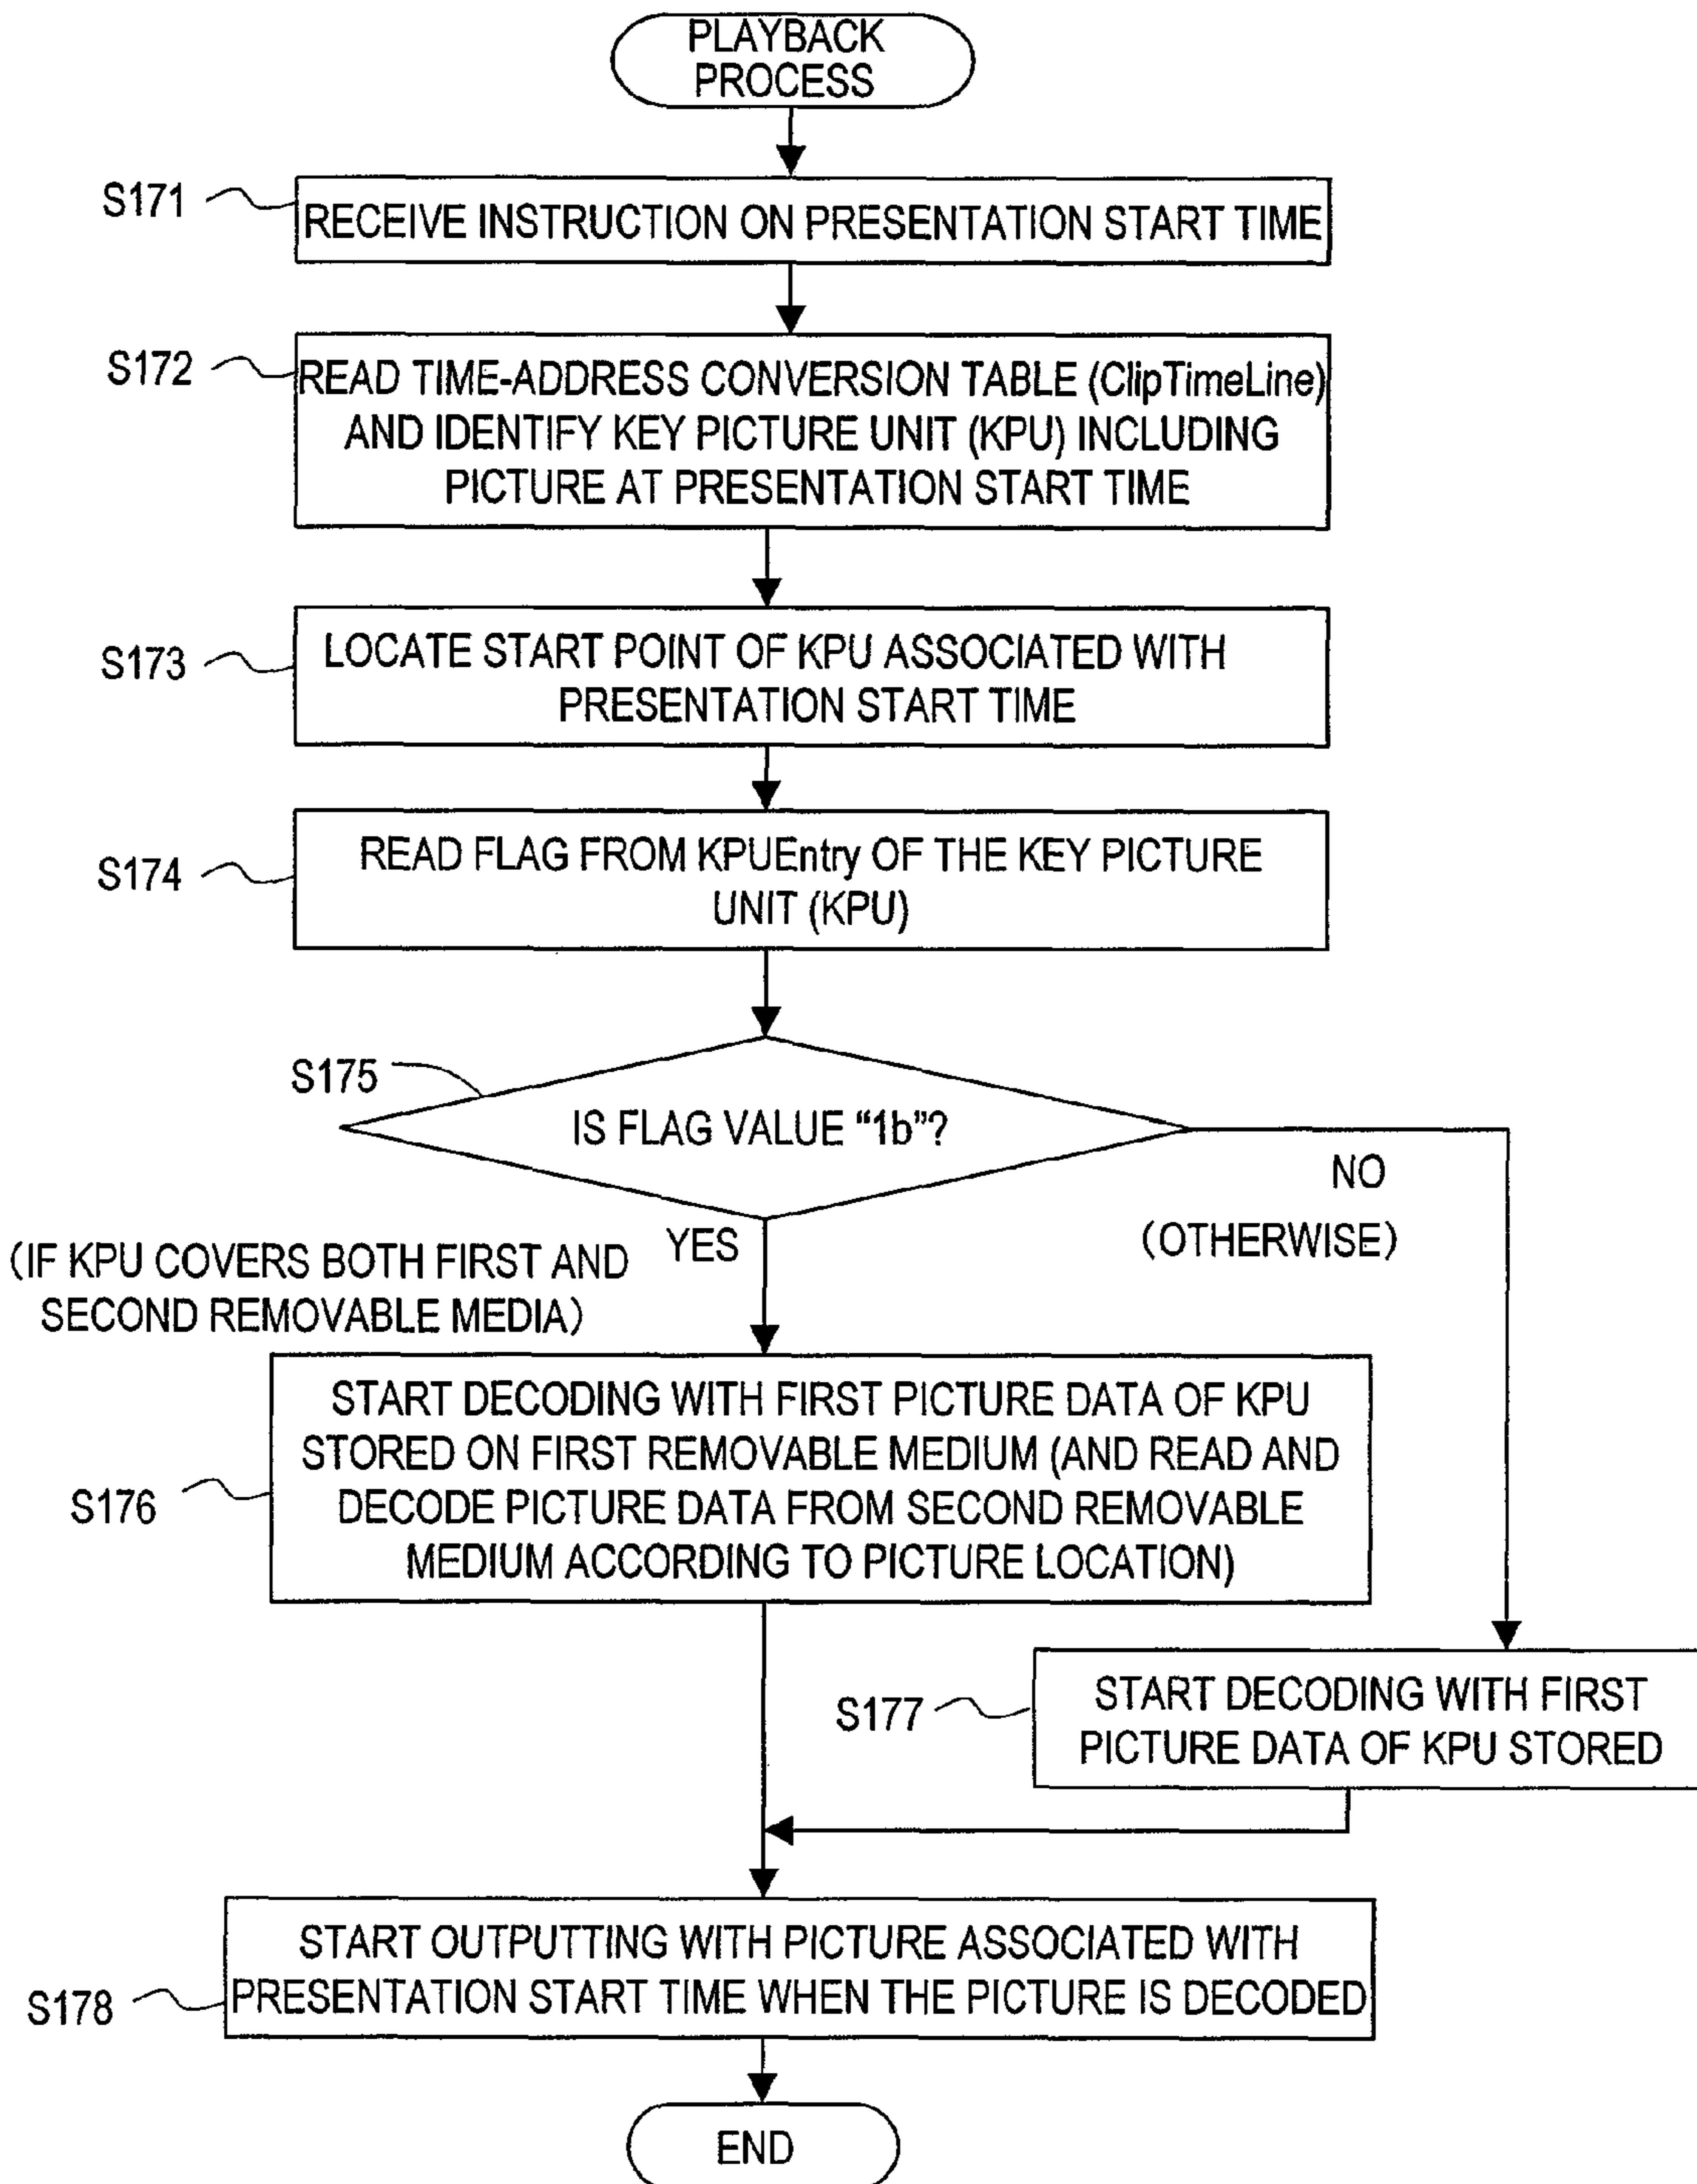 PLAYBACK
PROCESS
S171
RECEIVE INSTRUCTION ON PRESENTATION START TIME
S172
READ TIME-ADDRESS CONVERSION TABLE (ClipTimeLine)
AND IDENTIFY KEY PICTURE UNIT (KPU) INCLUDING
PICTURE AT PRESENTATION START TIME
S173
LOCATE START POINT OF KPU ASSOCIATED WITH
PRESENTATION START TIME
S174
READ FLAG FROM KPUEntry OF THE KEY PICTURE
UNIT (KPU)
S175
IS FLAG VALUE “1b”?
NO
(OTHERWISE)
YES
(IF KPU COVERS BOTH FIRST AND
SECOND REMOVABLE MEDIA)
S176
START DECODING WITH FIRST PICTURE DATA OF KPU
STORED ON FIRST REMOVABLE MEDIUM (AND READ AND
DECODE PICTURE DATA FROM SECOND REMOVABLE
MEDIUM ACCORDING TO PICTURE LOCATION)
S177
START DECODING WITH FIRST
PICTURE DATA OF KPU STORED
S178
START OUTPUTTING WITH PICTURE ASSOCIATED WITH
PRESENTATION START TIME WHEN THE PICTURE IS DECODED
END